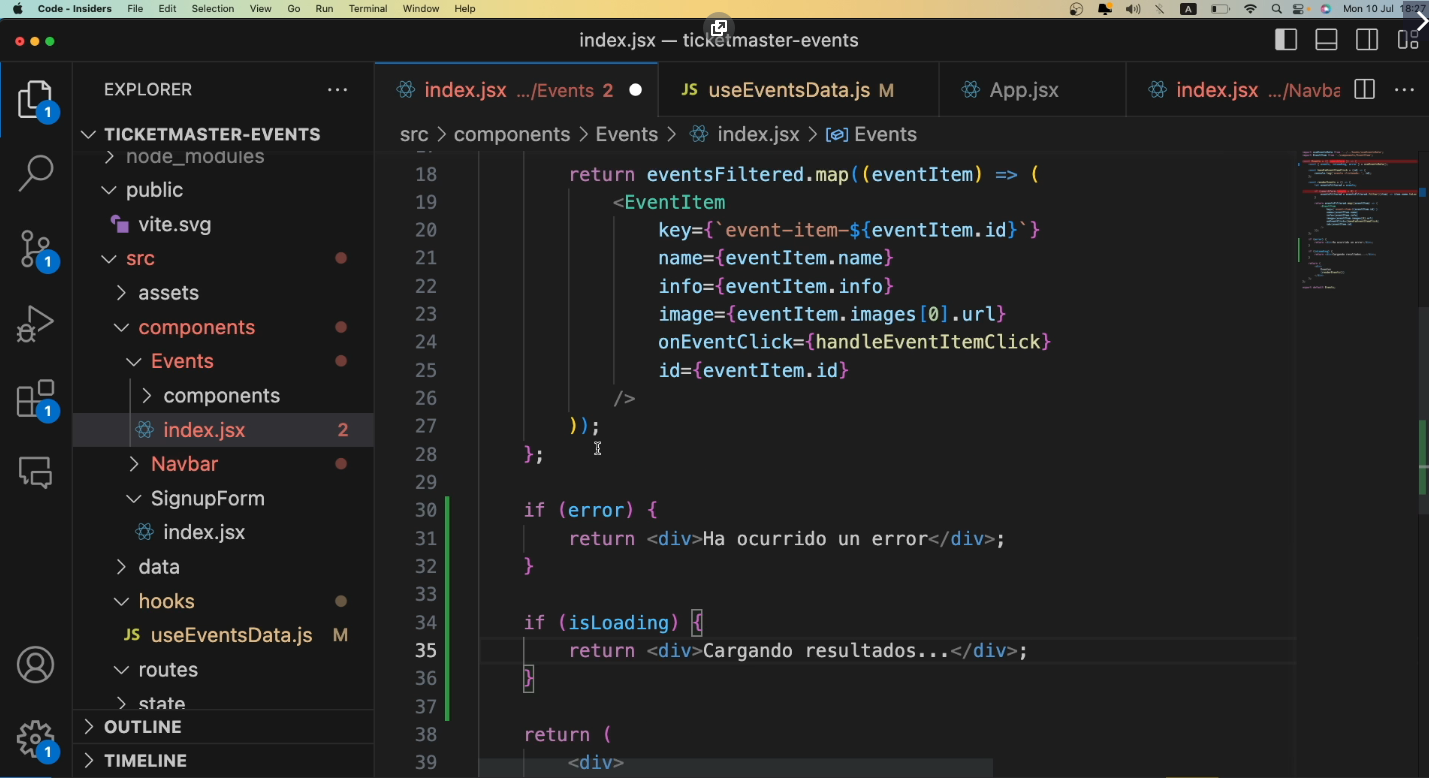 Code - Insiders File Edit Selection View Go Run Terminal Window Help A Mon 10 Jul 18:27
index.jsx — ticketmaster-events
EXPLORER
index.jsx .../Events 2
JS useEventsData.js M
App.jsx
index.jsx .../Navba
src > components > Events > index.jsx > Events
TICKETMASTER-EVENTS
node_modules
public
vite.svg
src
assets
components
Events
components
index.jsx 2
Navbar
SignupForm
index.jsx
data
hooks
JS useEventsData.js M
routes
state
OUTLINE
TIMELINE
1
1
1
1
18 return eventsFiltered.map((eventItem) => (
19 <EventItem
20 key={`event-item-${eventItem.id}`}
21 name={eventItem.name}
22 info={eventItem.info}
23 image={eventItem.images[0].url}
24 onEventClick={handleEventItemClick}
25 id={eventItem.id}
26 />
27 ));
28 };
29
30 if (error) {
31 return <div>Ha ocurrido un error</div>;
32 }
33
34 if (isLoading) {
35 return <div>Cargando resultados...</div>;
36 }
37
38 return (
39 <div>